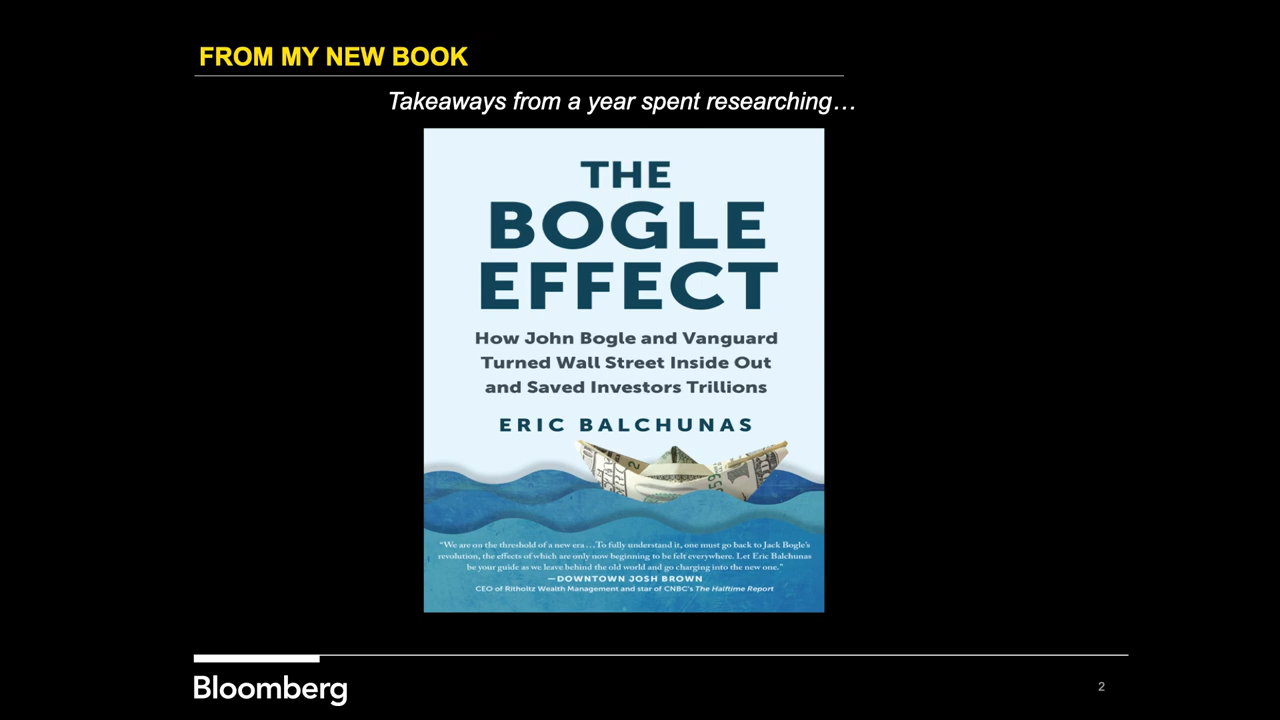 FROM MY NEW BOOK
Takeaways from a year spent researching…
THE
BOGLE
EFFECT
How John Bogle and Vanguard
Turned Wall Street Inside Out
and Saved Investors Trillions
ERIC BALCHUNAS
"We are on the threshold of a new era…To fully understand it, one must go back to Jack Bogle's
revolution, the effects of which are only now beginning to be felt everywhere. Let Eric Balchunas
be your guide as we leave behind the old world and go charging into the new one."
—DOWNTOWN JOSH BROWN
CEO of Ritholtz Wealth Management and star of CNBC's The Halftime Report
Bloomberg
2